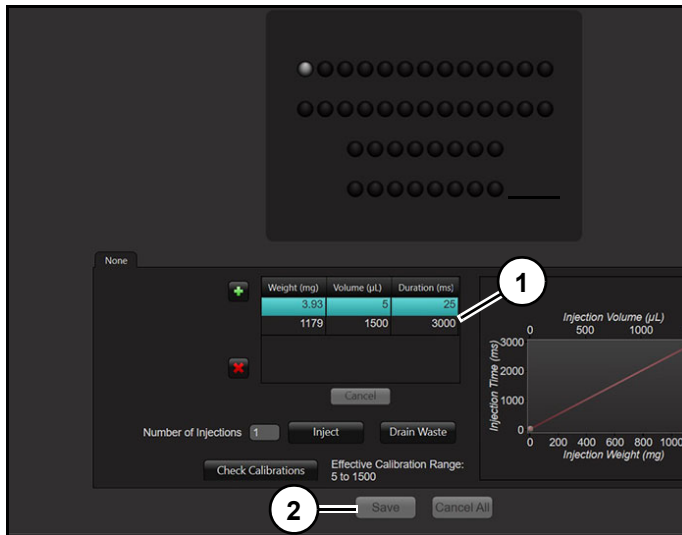 None
Weight (mg) Volume (µL) Duration (ms)
3.93 5 25
1179 1500 3000
1
Cancel
Number of Injections 1 Inject Drain Waste
Check Calibrations Effective Calibration Range:
5 to 1500
2 Save Cancel All
Injection Volume (µL)
0 500 1000
Injection Time (ms)
3000
2000
1000
0
0 200 400 600 800 1000
Injection Weight (mg)